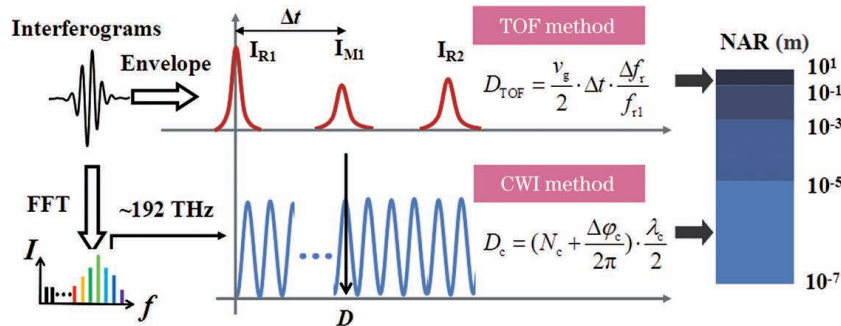 Interferograms
Envelope
Δt
I_R1
I_M1
I_R2
TOF method
D_TOF = v_g/2 · Δt · Δf_r/f_r1
NAR (m)
10^1
10^-1
10^-3
10^-5
10^-7
FFT
~192 THz
I
f
D
CWI method
D_c = (N_c + Δφ_c/2π) · λ_c/2